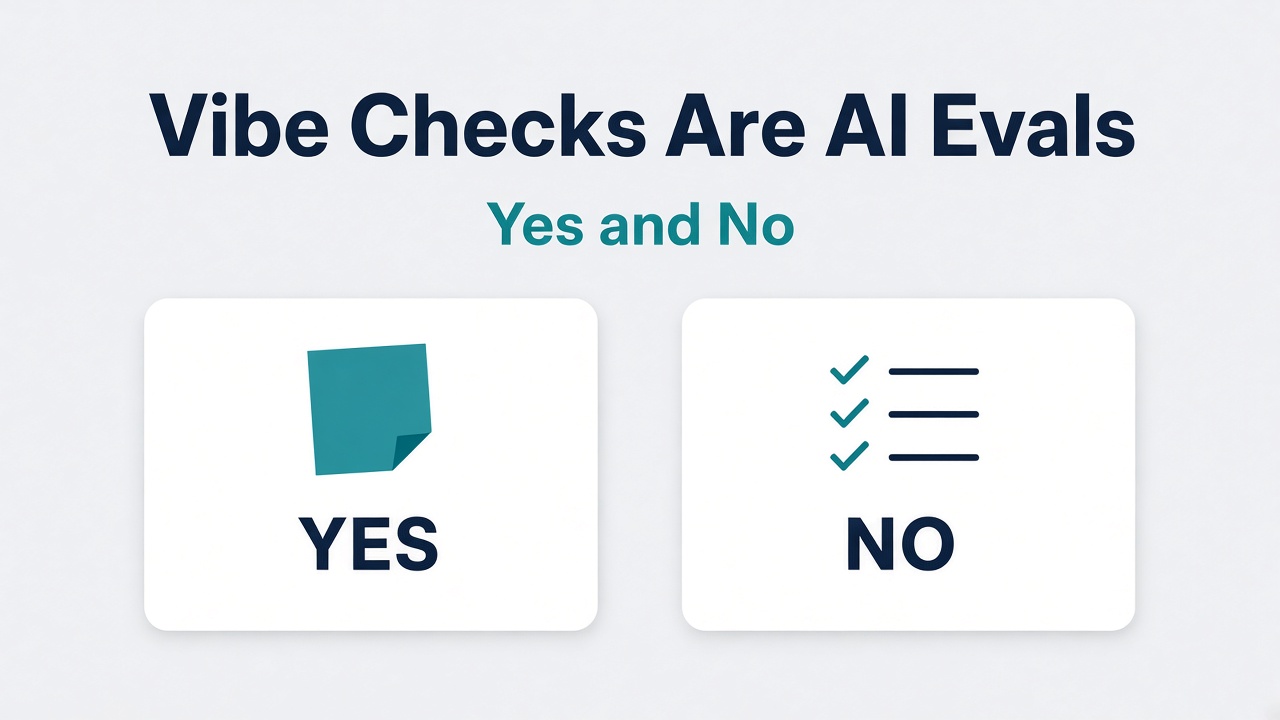 Vibe Checks Are AI Evals
Yes and No
YES
NO